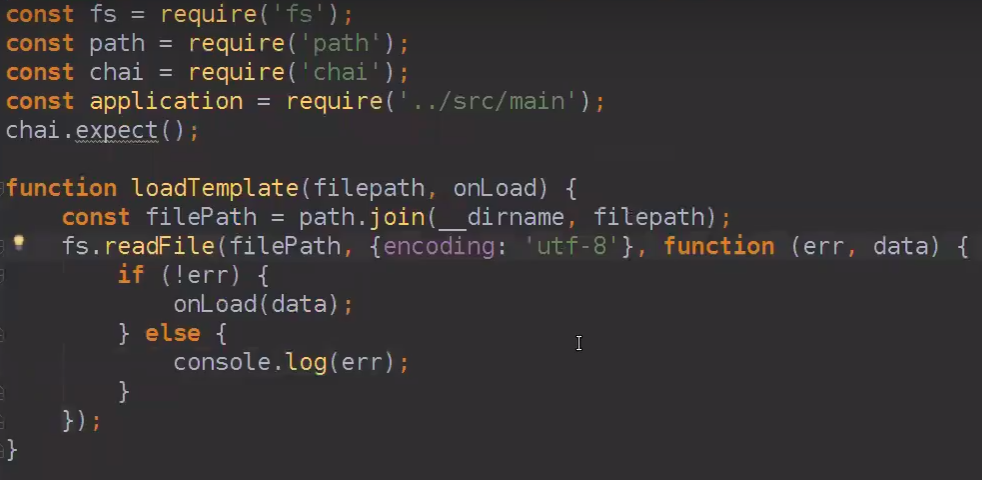 const fs = require('fs');
const path = require('path');
const chai = require('chai');
const application = require('../src/main');
chai.expect();
function loadTemplate(filepath, onLoad) {
    const filePath = path.join(__dirname, filepath);
    fs.readFile(filePath, {encoding: 'utf-8'}, function (err, data) {
        if (!err) {
            onLoad(data);
        } else {
            console.log(err);
        }
    });
}